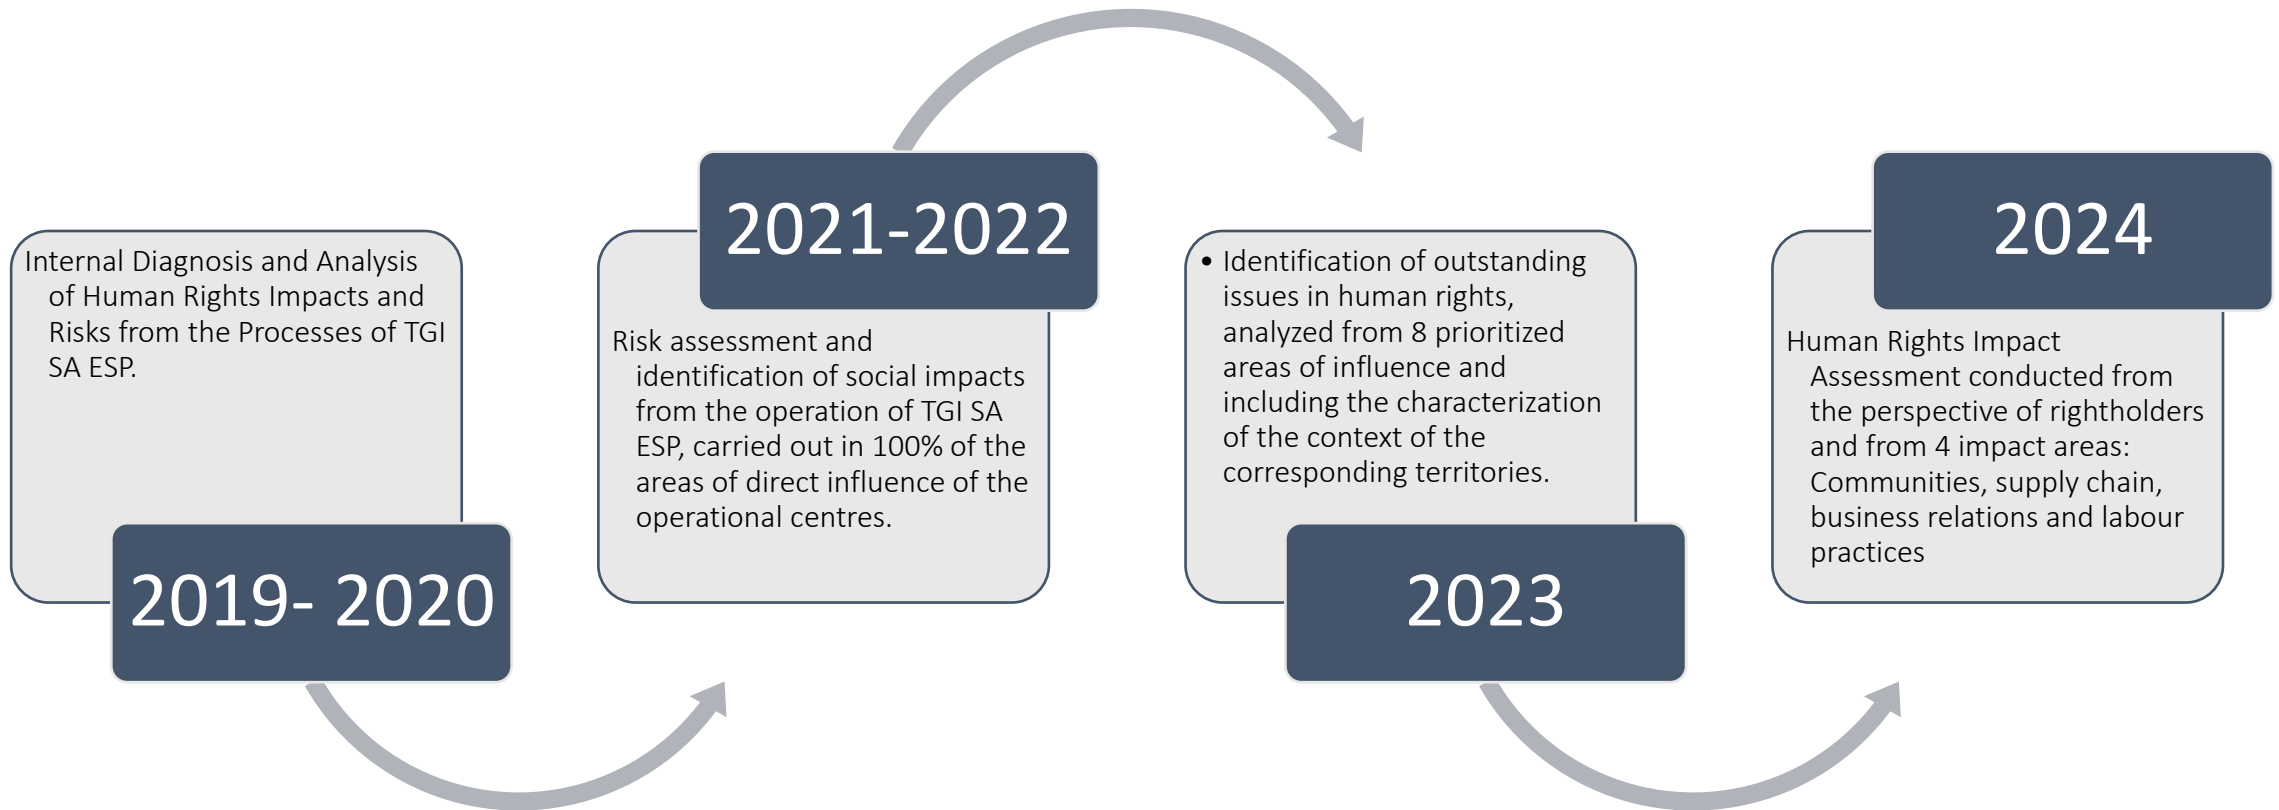 Internal Diagnosis and Analysis
of Human Rights Impacts and
Risks from the Processes of TGI
SA ESP.
2019- 2020
2021-2022
Risk assessment and
identification of social impacts
from the operation of TGI SA
ESP, carried out in 100% of the
areas of direct influence of the
operational centres.
• Identification of outstanding
issues in human rights,
analyzed from 8 prioritized
areas of influence and
including the characterization
of the context of the
corresponding territories.
2023
2024
Human Rights Impact
Assessment conducted from
the perspective of rightholders
and from 4 impact areas:
Communities, supply chain,
business relations and labour
practices